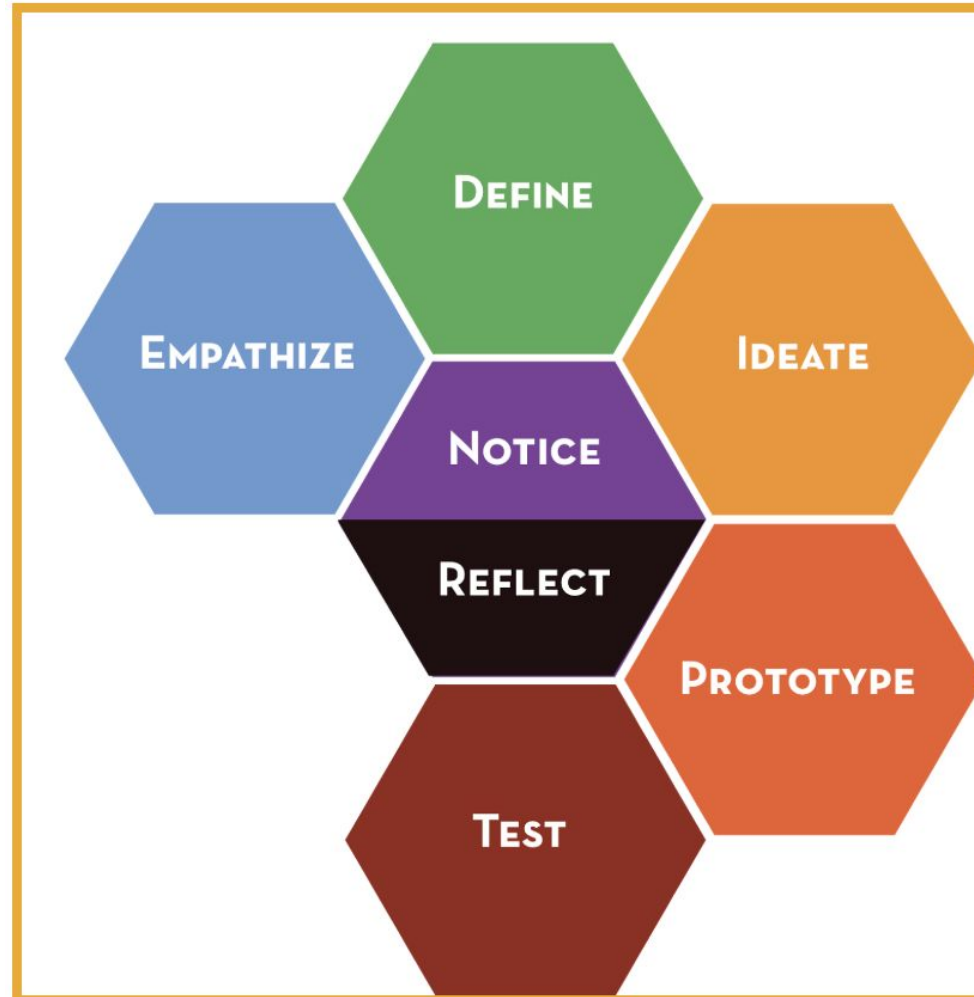 DEFINE
EMPATHIZE
IDEATE
NOTICE
REFLECT
PROTOTYPE
TEST